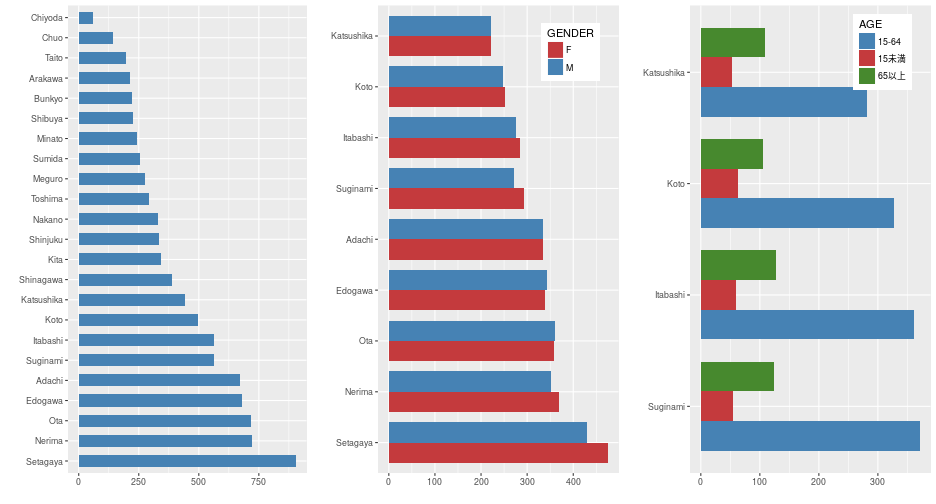 Chiyoda
Chuo
Taito
Arakawa
Bunkyo
Shibuya
Minato
Sumida
Meguro
Toshima
Nakano
Shinjuku
Kita
Shinagawa
Katsushika
Koto
Itabashi
Suginami
Adachi
Edogawa
Ota
Nerima
Setagaya
0 250 500 750
GENDER
F
M
Katsushika
Koto
Itabashi
Suginami
Adachi
Edogawa
Ota
Nerima
Setagaya
0 100 200 300 400
AGE
15-64
15未満
65以上
Katsushika
Koto
Itabashi
Suginami
0 100 200 300